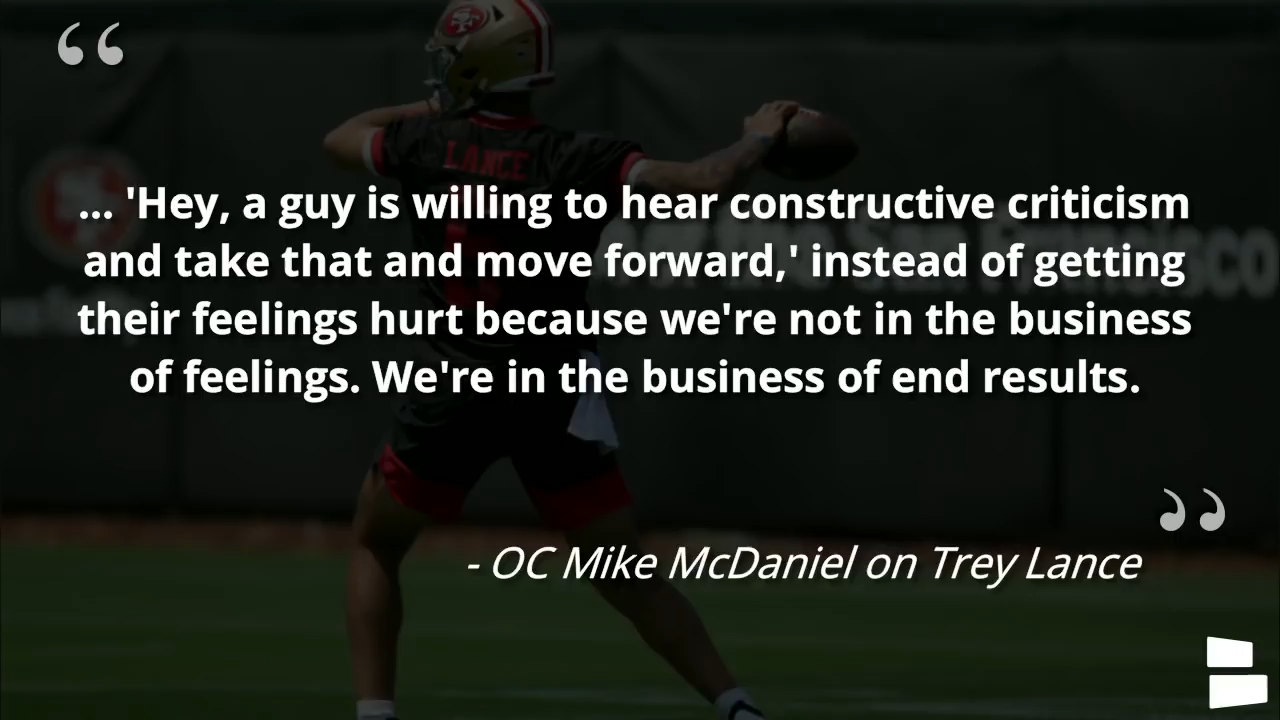 “
LANCE
... 'Hey, a guy is willing to hear constructive criticism
and take that and move forward,' instead of getting
their feelings hurt because we're not in the business
of feelings. We're in the business of end results.
”
- OC Mike McDaniel on Trey Lance